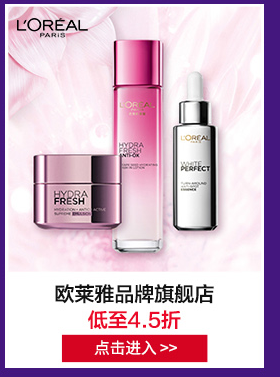 L'ORÉAL
PARIS
L'ORÉAL
HYDRA
FRESH
ANTI-OX
L'ORÉAL
WHITE
PERFECT
HYDRA
FRESH
欧莱雅品牌旗舰店
低至4.5折
点击进入 >>